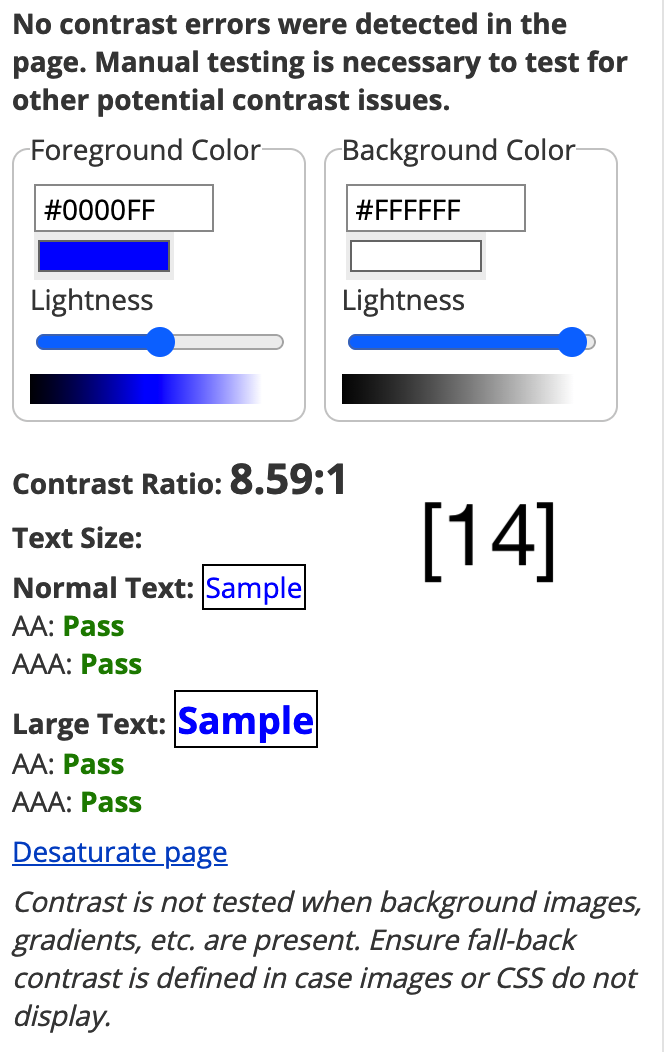 No contrast errors were detected in the
page. Manual testing is necessary to test for
other potential contrast issues.
Foreground Color
#0000FF
Lightness
Background Color
#FFFFFF
Lightness
Contrast Ratio: 8.59:1
[14]
Text Size:
Normal Text: Sample
AA: Pass
AAA: Pass
Large Text: Sample
AA: Pass
AAA: Pass
Desaturate page
Contrast is not tested when background images,
gradients, etc. are present. Ensure fall-back
contrast is defined in case images or CSS do not
display.